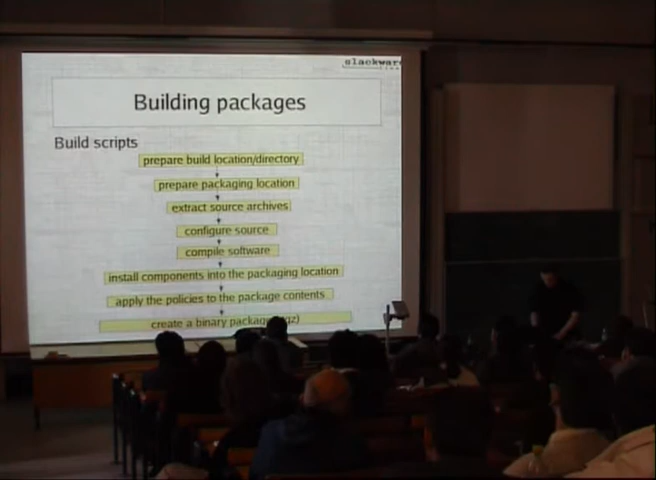 slackware
Building packages
Build scripts
prepare build location/directory
prepare packaging location
extract source archives
configure source
compile software
install components into the packaging location
apply the policies to the package contents
create a binary package